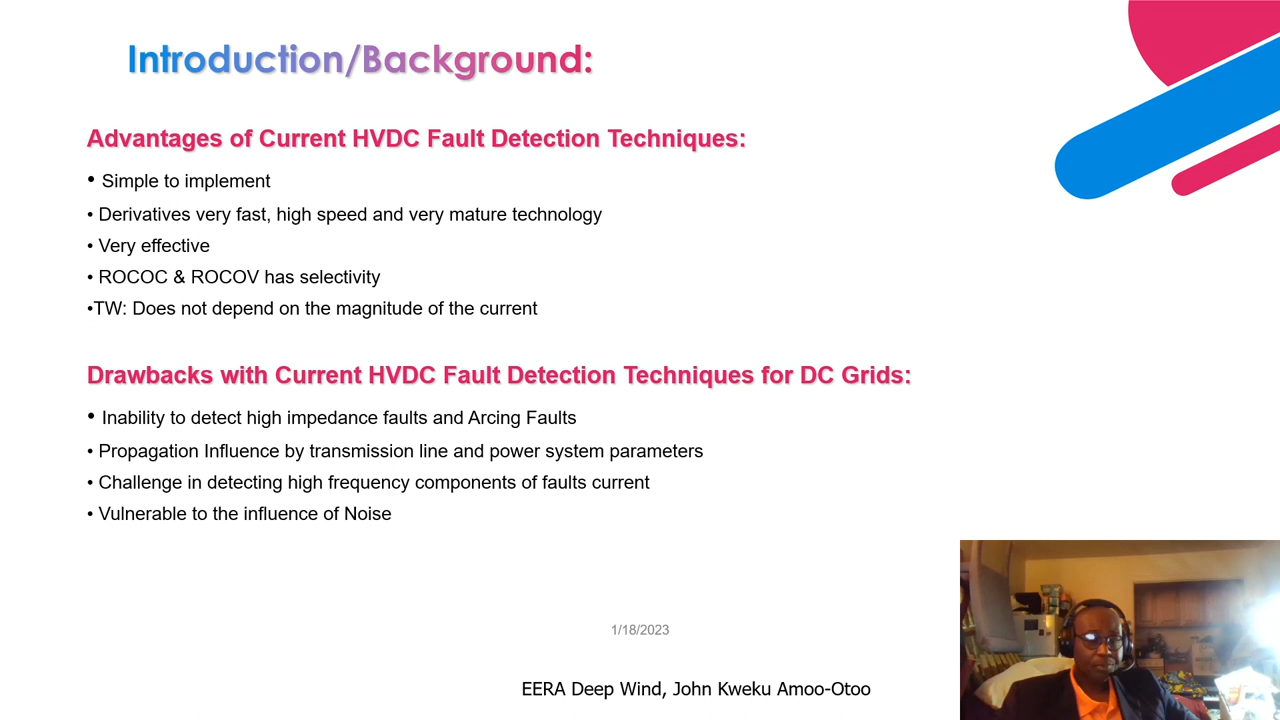 Introduction/Background:
Advantages of Current HVDC Fault Detection Techniques:
• Simple to implement
• Derivatives very fast, high speed and very mature technology
• Very effective
• ROCOC & ROCOV has selectivity
•TW: Does not depend on the magnitude of the current
Drawbacks with Current HVDC Fault Detection Techniques for DC Grids:
• Inability to detect high impedance faults and Arcing Faults
• Propagation Influence by transmission line and power system parameters
• Challenge in detecting high frequency components of faults current
• Vulnerable to the influence of Noise
1/18/2023
EERA Deep Wind, John Kweku Amoo-Otoo